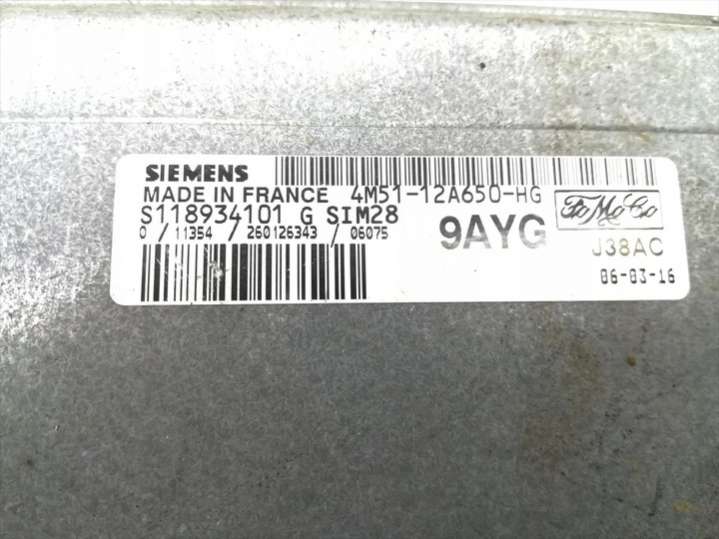 SIEMENS
MADE IN FRANCE 4M51-12A650-HG
S118934101 G SIM28
0 / 11354 / 260126343 / 06075
9AYG
FoMoCo
J38AC
06-03-16